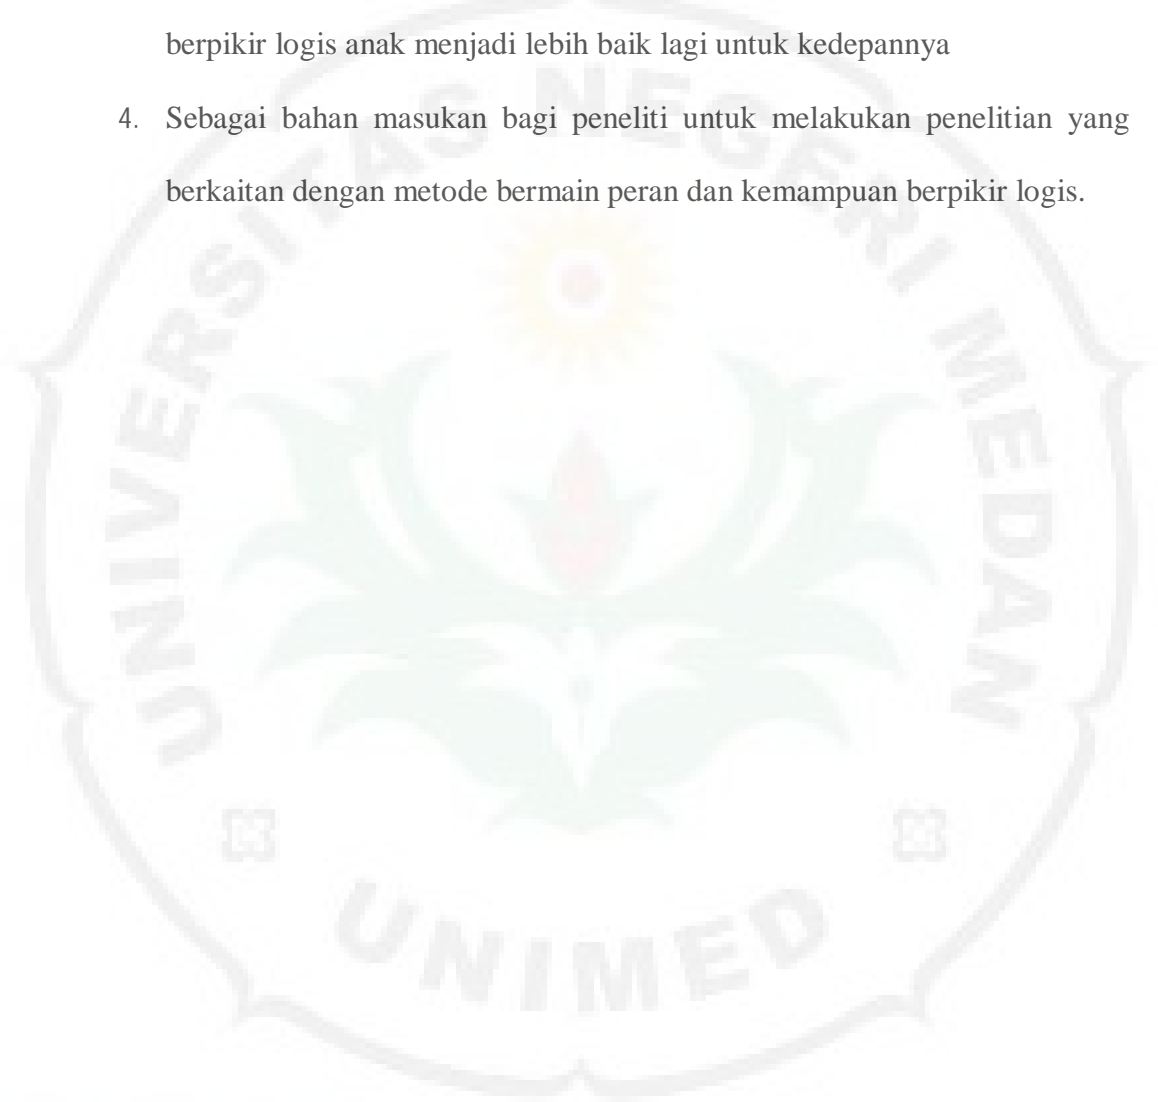 berpikir logis anak menjadi lebih baik lagi untuk kedepannya
4. Sebagai bahan masukan bagi peneliti untuk melakukan penelitian yang
berkaitan dengan metode bermain peran dan kemampuan berpikir logis.
UNIVERSITAS NEGERI MEDAN
UNIMED